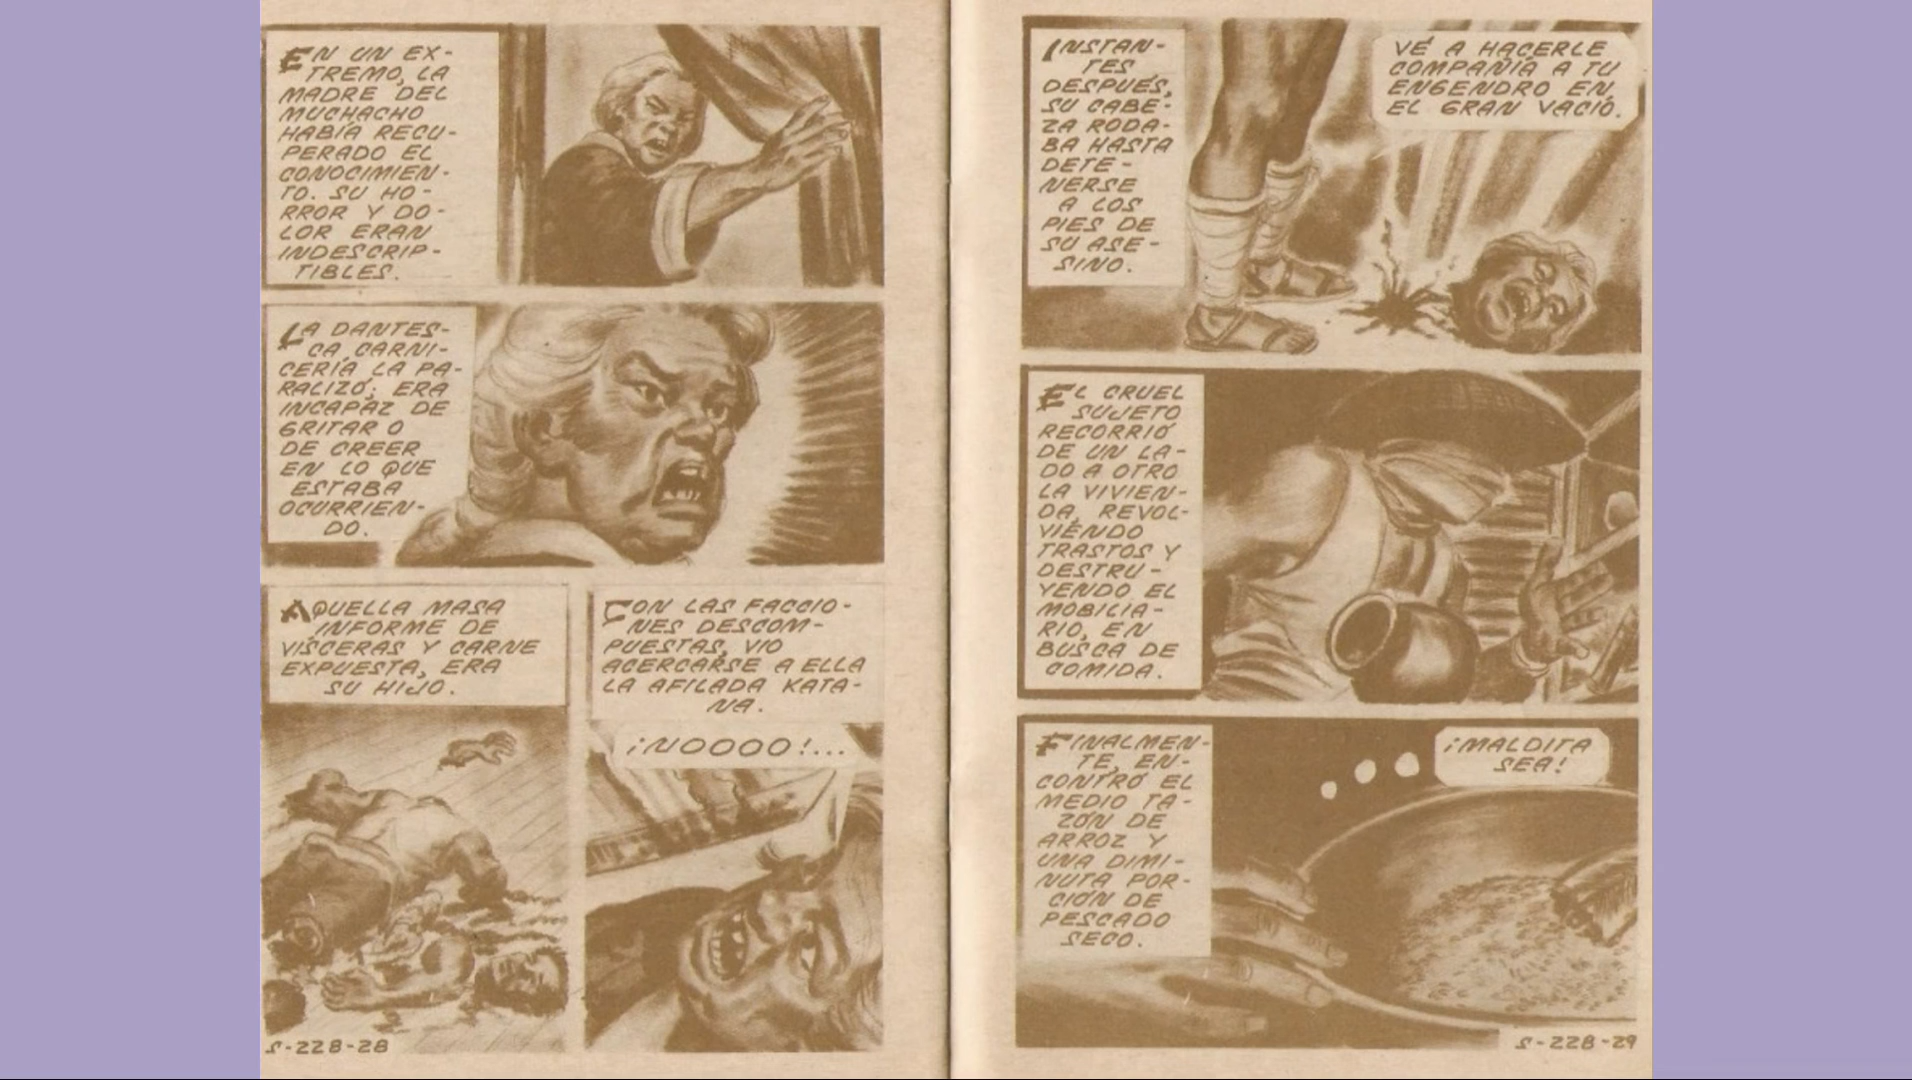 EN UN EX-
TREMO, LA
MADRE DEL
MUCHACHO
HABÍA RECU-
PERADO EL
CONOCIMIEN-
TO. SU HO-
RROR Y DO-
LOR ERAN
INDESCRIP-
TIBLES.
LA DANTES-
CA CARNI-
CERÍA LA PA-
RALIZÓ; ERA
INCAPAZ DE
GRITAR O
DE CREER
EN LO QUE
ESTABA
OCURRIEN-
DO.
AQUELLA MASA
INFORME DE
VÍSCERAS Y CARNE
EXPUESTA, ERA
SU HIJO.
CON LAS FACCIO-
NES DESCOM-
PUESTAS, VIO
ACERCARSE A ELLA
LA AFILADA KATA-
NA.
¡NOOOO!...
S-228-28
INSTAN-
TES
DESPUÉS,
SU CABE-
ZA RODA-
BA HASTA
DETE-
NERSE
A LOS
PIES DE
SU ASE-
SINO.
VÉ A HACERLE
COMPAÑÍA A TU
ENGENDRO EN
EL GRAN VACÍO.
EL CRUEL
SUJETO
RECORRIÓ
DE UN LA-
DO A OTRO
LA VIVIEN-
DA, REVOL-
VIENDO
TRASTOS Y
DESTRU-
YENDO EL
MOBILIA-
RIO, EN
BUSCA DE
COMIDA.
FINALMEN-
TE, EN-
CONTRÓ EL
MEDIO TA-
ZÓN DE
ARROZ Y
UNA DIMI-
NUTA POR-
CIÓN DE
PESCADO
SECO.
¡MALDITA
SEA!
S-228-29